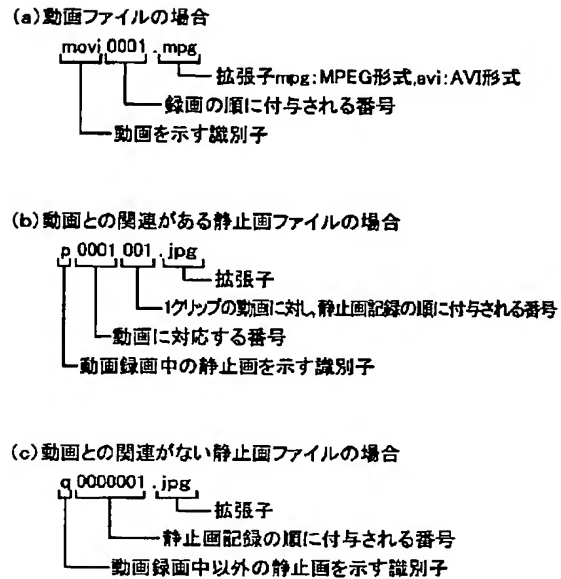 (a)動画ファイルの場合
movi 0001 . mpg
拡張子mpg:MPEG形式,avi:AVI形式
録画の順に付与される番号
動画を示す識別子
(b)動画との関連がある静止画ファイルの場合
p 0001 001 . jpg
拡張子
1クリップの動画に対し,静止画記録の順に付与される番号
動画に対応する番号
動画録画中の静止画を示す識別子
(c)動画との関連がない静止画ファイルの場合
q 0000001 . jpg
拡張子
静止画記録の順に付与される番号
動画録画中以外の静止画を示す識別子